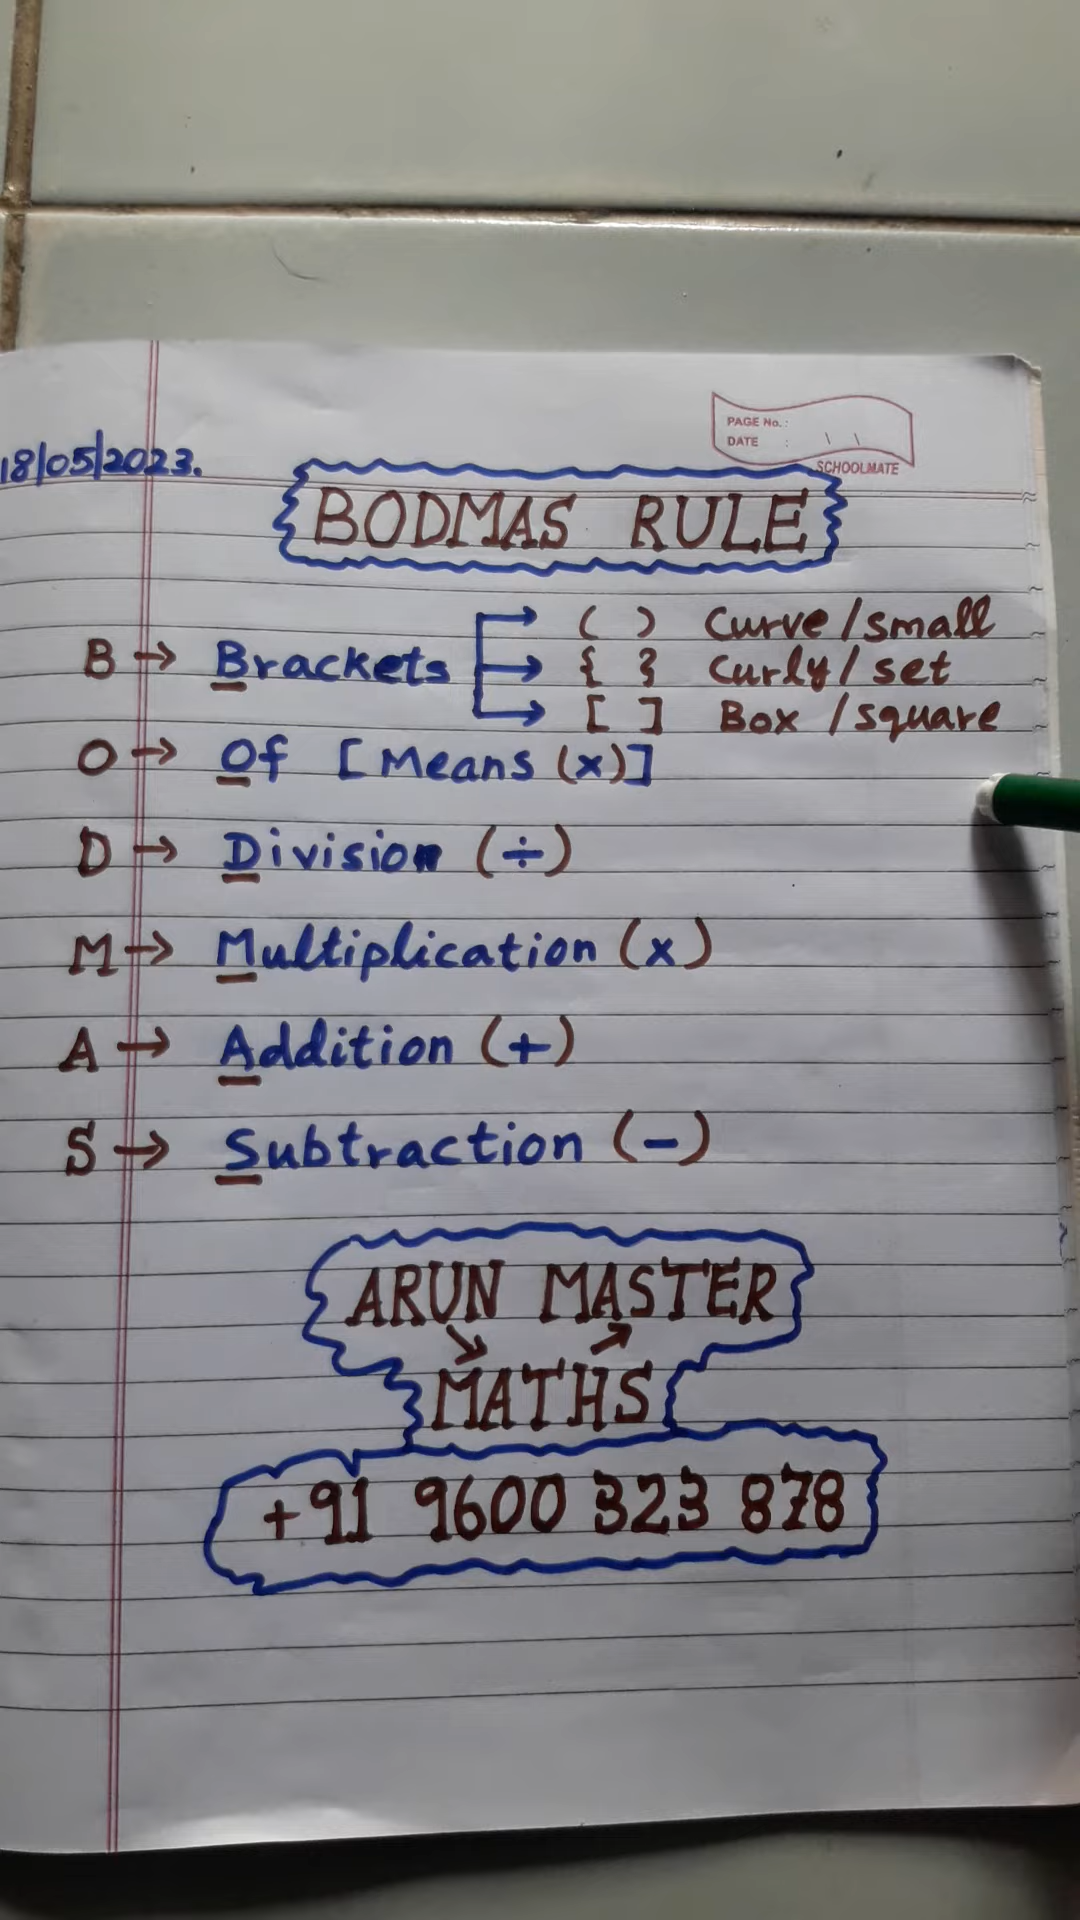 PAGE No. :
DATE : \ \
SCHOOLMATE
18/05/2023.
BODMAS RULE
B → Brackets → ( ) Curve/small
→ { } Curly/set
→ [ ] Box/square
O → Of [Means (x)]
D → Division (÷)
M → Multiplication (x)
A → Addition (+)
S → Subtraction (-)
ARUN MASTER
MATHS
+91 9600 323 878